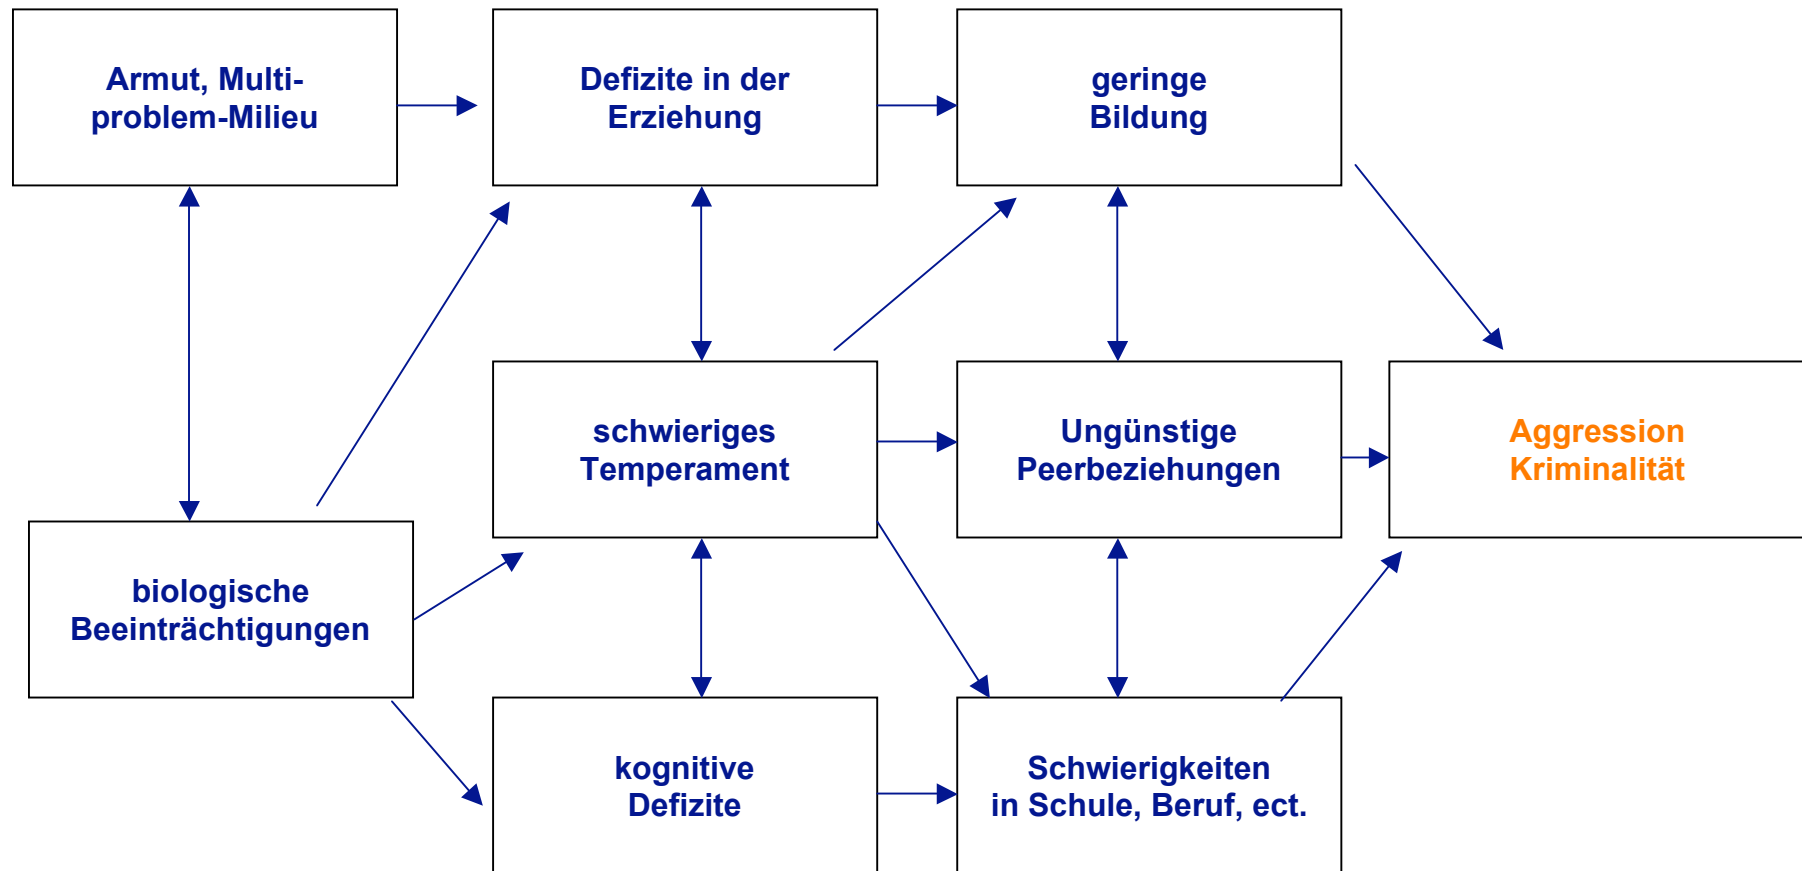 Armut, Multi-
problem-Milieu
Defizite in der
Erziehung
geringe
Bildung
schwieriges
Temperament
Ungünstige
Peerbeziehungen
Aggression
Kriminalität
biologische
Beeinträchtigungen
kognitive
Defizite
Schwierigkeiten
in Schule, Beruf, ect.